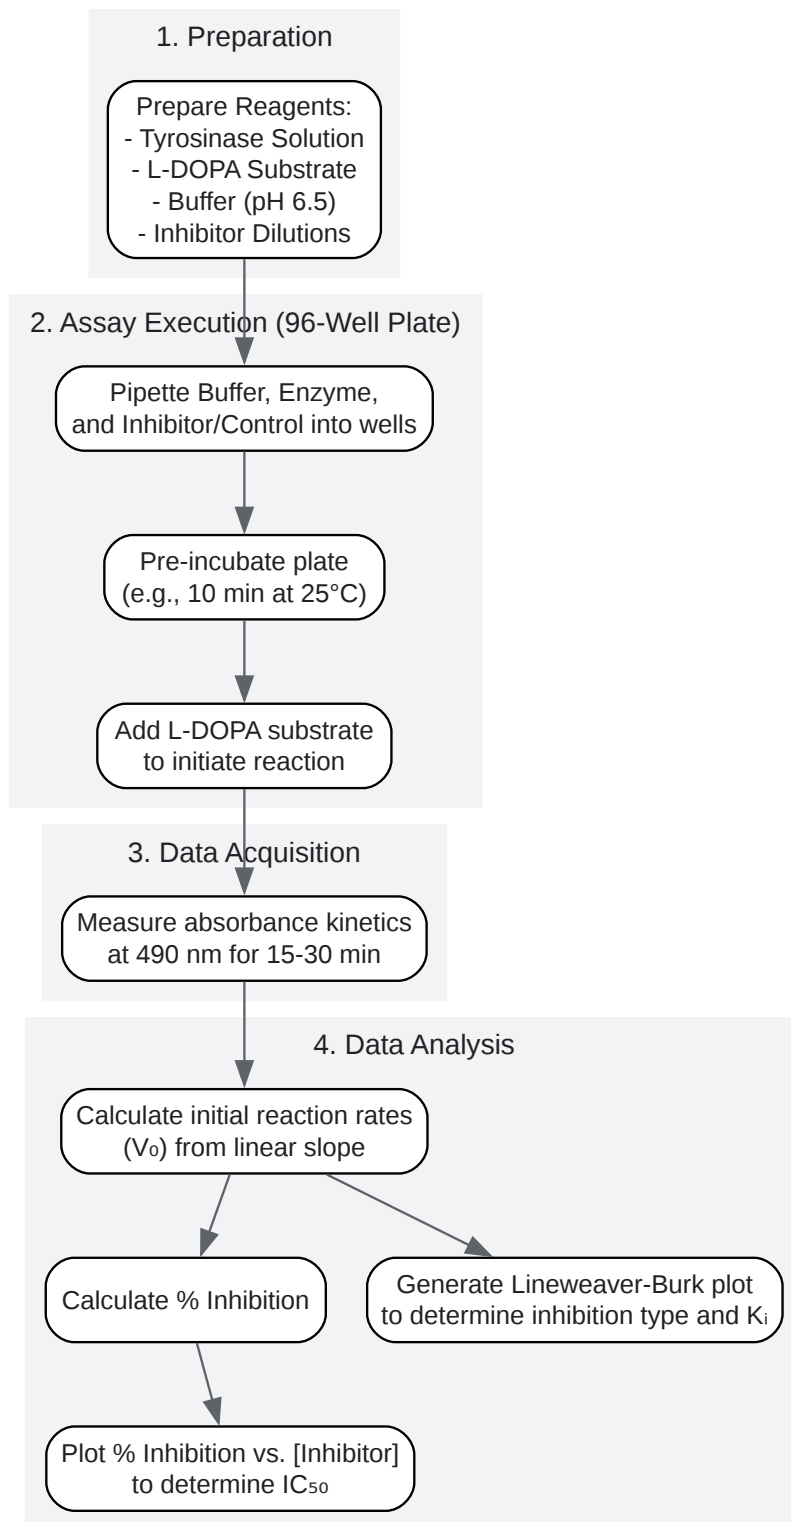 1. Preparation
Prepare Reagents:
- Tyrosinase Solution
- L-DOPA Substrate
- Buffer (pH 6.5)
- Inhibitor Dilutions
2. Assay Execution (96-Well Plate)
Pipette Buffer, Enzyme,
and Inhibitor/Control into wells
Pre-incubate plate
(e.g., 10 min at 25°C)
Add L-DOPA substrate
to initiate reaction
3. Data Acquisition
Measure absorbance kinetics
at 490 nm for 15-30 min
4. Data Analysis
Calculate initial reaction rates
(V₀) from linear slope
Calculate % Inhibition
Generate Lineweaver-Burk plot
to determine inhibition type and Kᵢ
Plot % Inhibition vs. [Inhibitor]
to determine IC₅₀